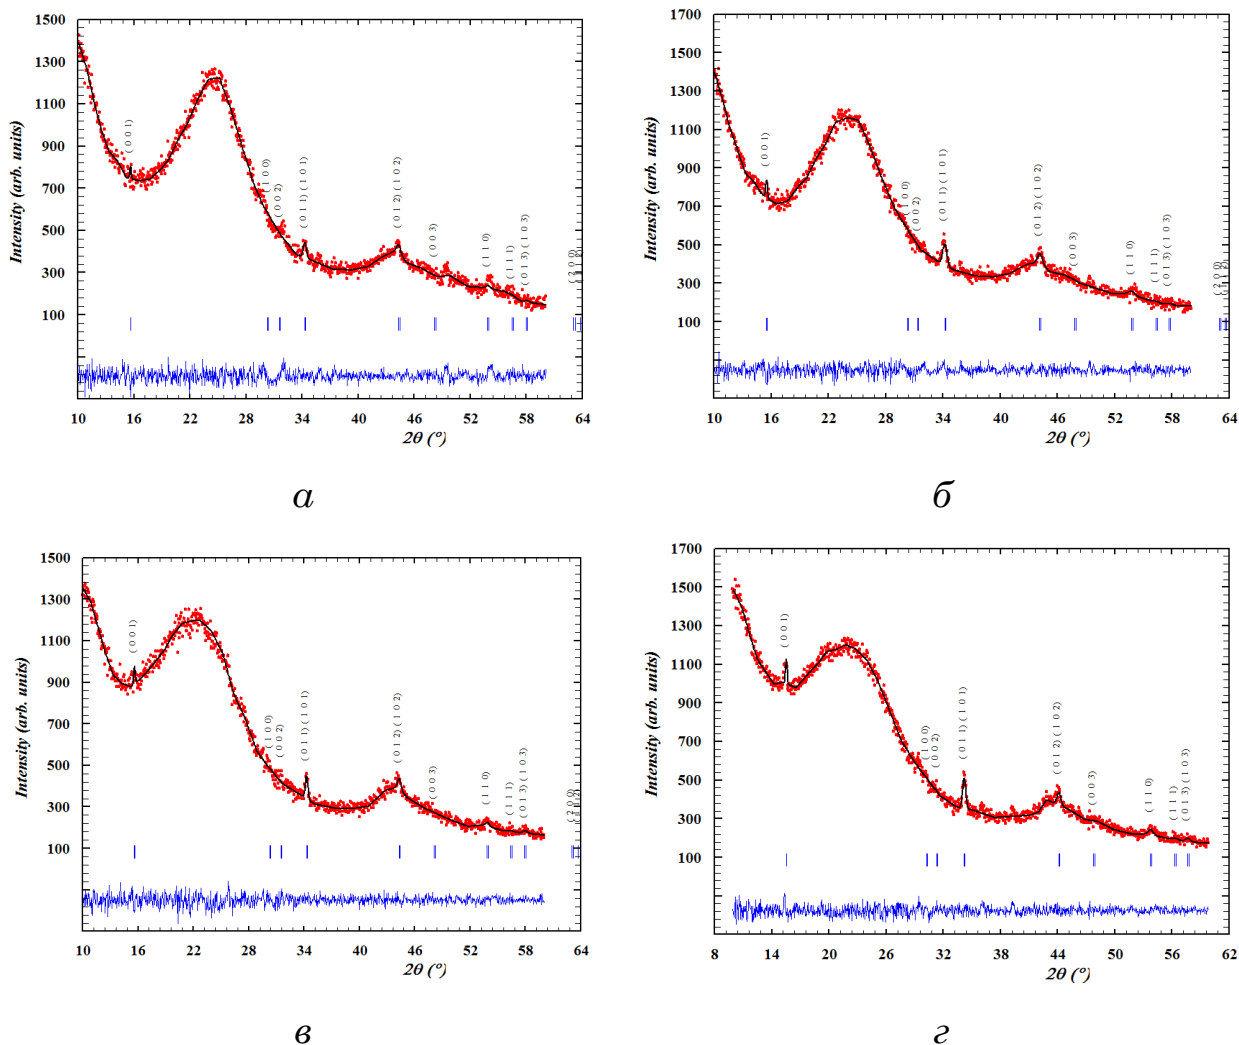 1500
1300
1100
900
700
500
300
100
Intensity (arb. units)
( 0 0 1)
( 1 0 0)
( 0 0 2)
( 0 1 1) ( 1 0 1)
( 0 1 2) ( 1 0 2)
( 0 0 3)
( 1 1 0)
( 1 1 1)
( 0 1 3) ( 1 0 3)
( 2 0 0)
10 16 22 28 34 40 46 52 58 64
2θ (°)
а
1700
1500
1300
1100
900
700
500
300
100
Intensity (arb. units)
( 0 0 1)
( 1 0 0)
( 0 0 2)
( 0 1 1) ( 1 0 1)
( 0 1 2) ( 1 0 2)
( 0 0 3)
( 1 1 0)
( 1 1 1)
( 0 1 3) ( 1 0 3)
( 2 0 0)
10 16 22 28 34 40 46 52 58 64
2θ (°)
б
1500
1300
1100
900
700
500
300
100
Intensity (arb. units)
( 0 0 1)
( 1 0 0)
( 0 0 2)
( 0 1 1) ( 1 0 1)
( 0 1 2) ( 1 0 2)
( 0 0 3)
( 1 1 0)
( 1 1 1)
( 0 1 3) ( 1 0 3)
( 2 0 0)
10 16 22 28 34 40 46 52 58 64
2θ (°)
в
1700
1500
1300
1100
900
700
500
300
100
Intensity (arb. units)
( 0 0 1)
( 1 0 0)
( 0 0 2)
( 0 1 1) ( 1 0 1)
( 0 1 2) ( 1 0 2)
( 0 0 3)
( 1 1 0)
( 1 1 1)
( 0 1 3) ( 1 0 3)
8 14 20 26 32 38 44 50 56 62
2θ (°)
г